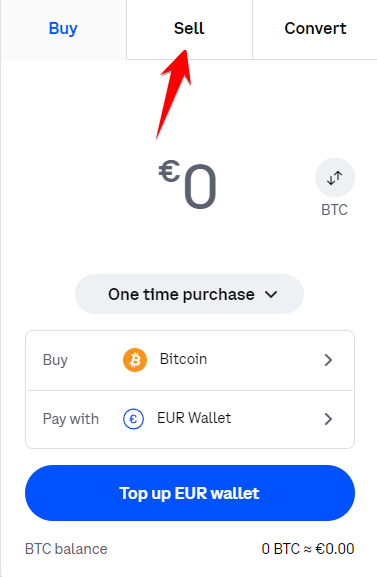 Buy Sell Convert
€0
BTC
One time purchase
Buy Bitcoin
Pay with € EUR Wallet
Top up EUR wallet
BTC balance 0 BTC ≈ €0.00